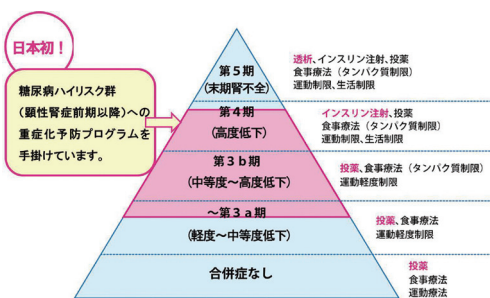 日本初！
糖尿病ハイリスク群
（顕性腎症前期以降）への
重症化予防プログラムを
手掛けています。
第５期
（末期腎不全）
透析、インスリン注射、投薬
食事療法（タンパク質制限）
運動制限、生活制限
第４期
（高度低下）
インスリン注射、投薬
食事療法（タンパク質制限）
運動制限、生活制限
第３ｂ期
（中等度～高度低下）
投薬、食事療法（タンパク質制限）
運動軽度制限
～第３ａ期
（軽度～中等度低下）
投薬、食事療法
運動軽度制限
合併症なし
投薬
食事療法
運動療法